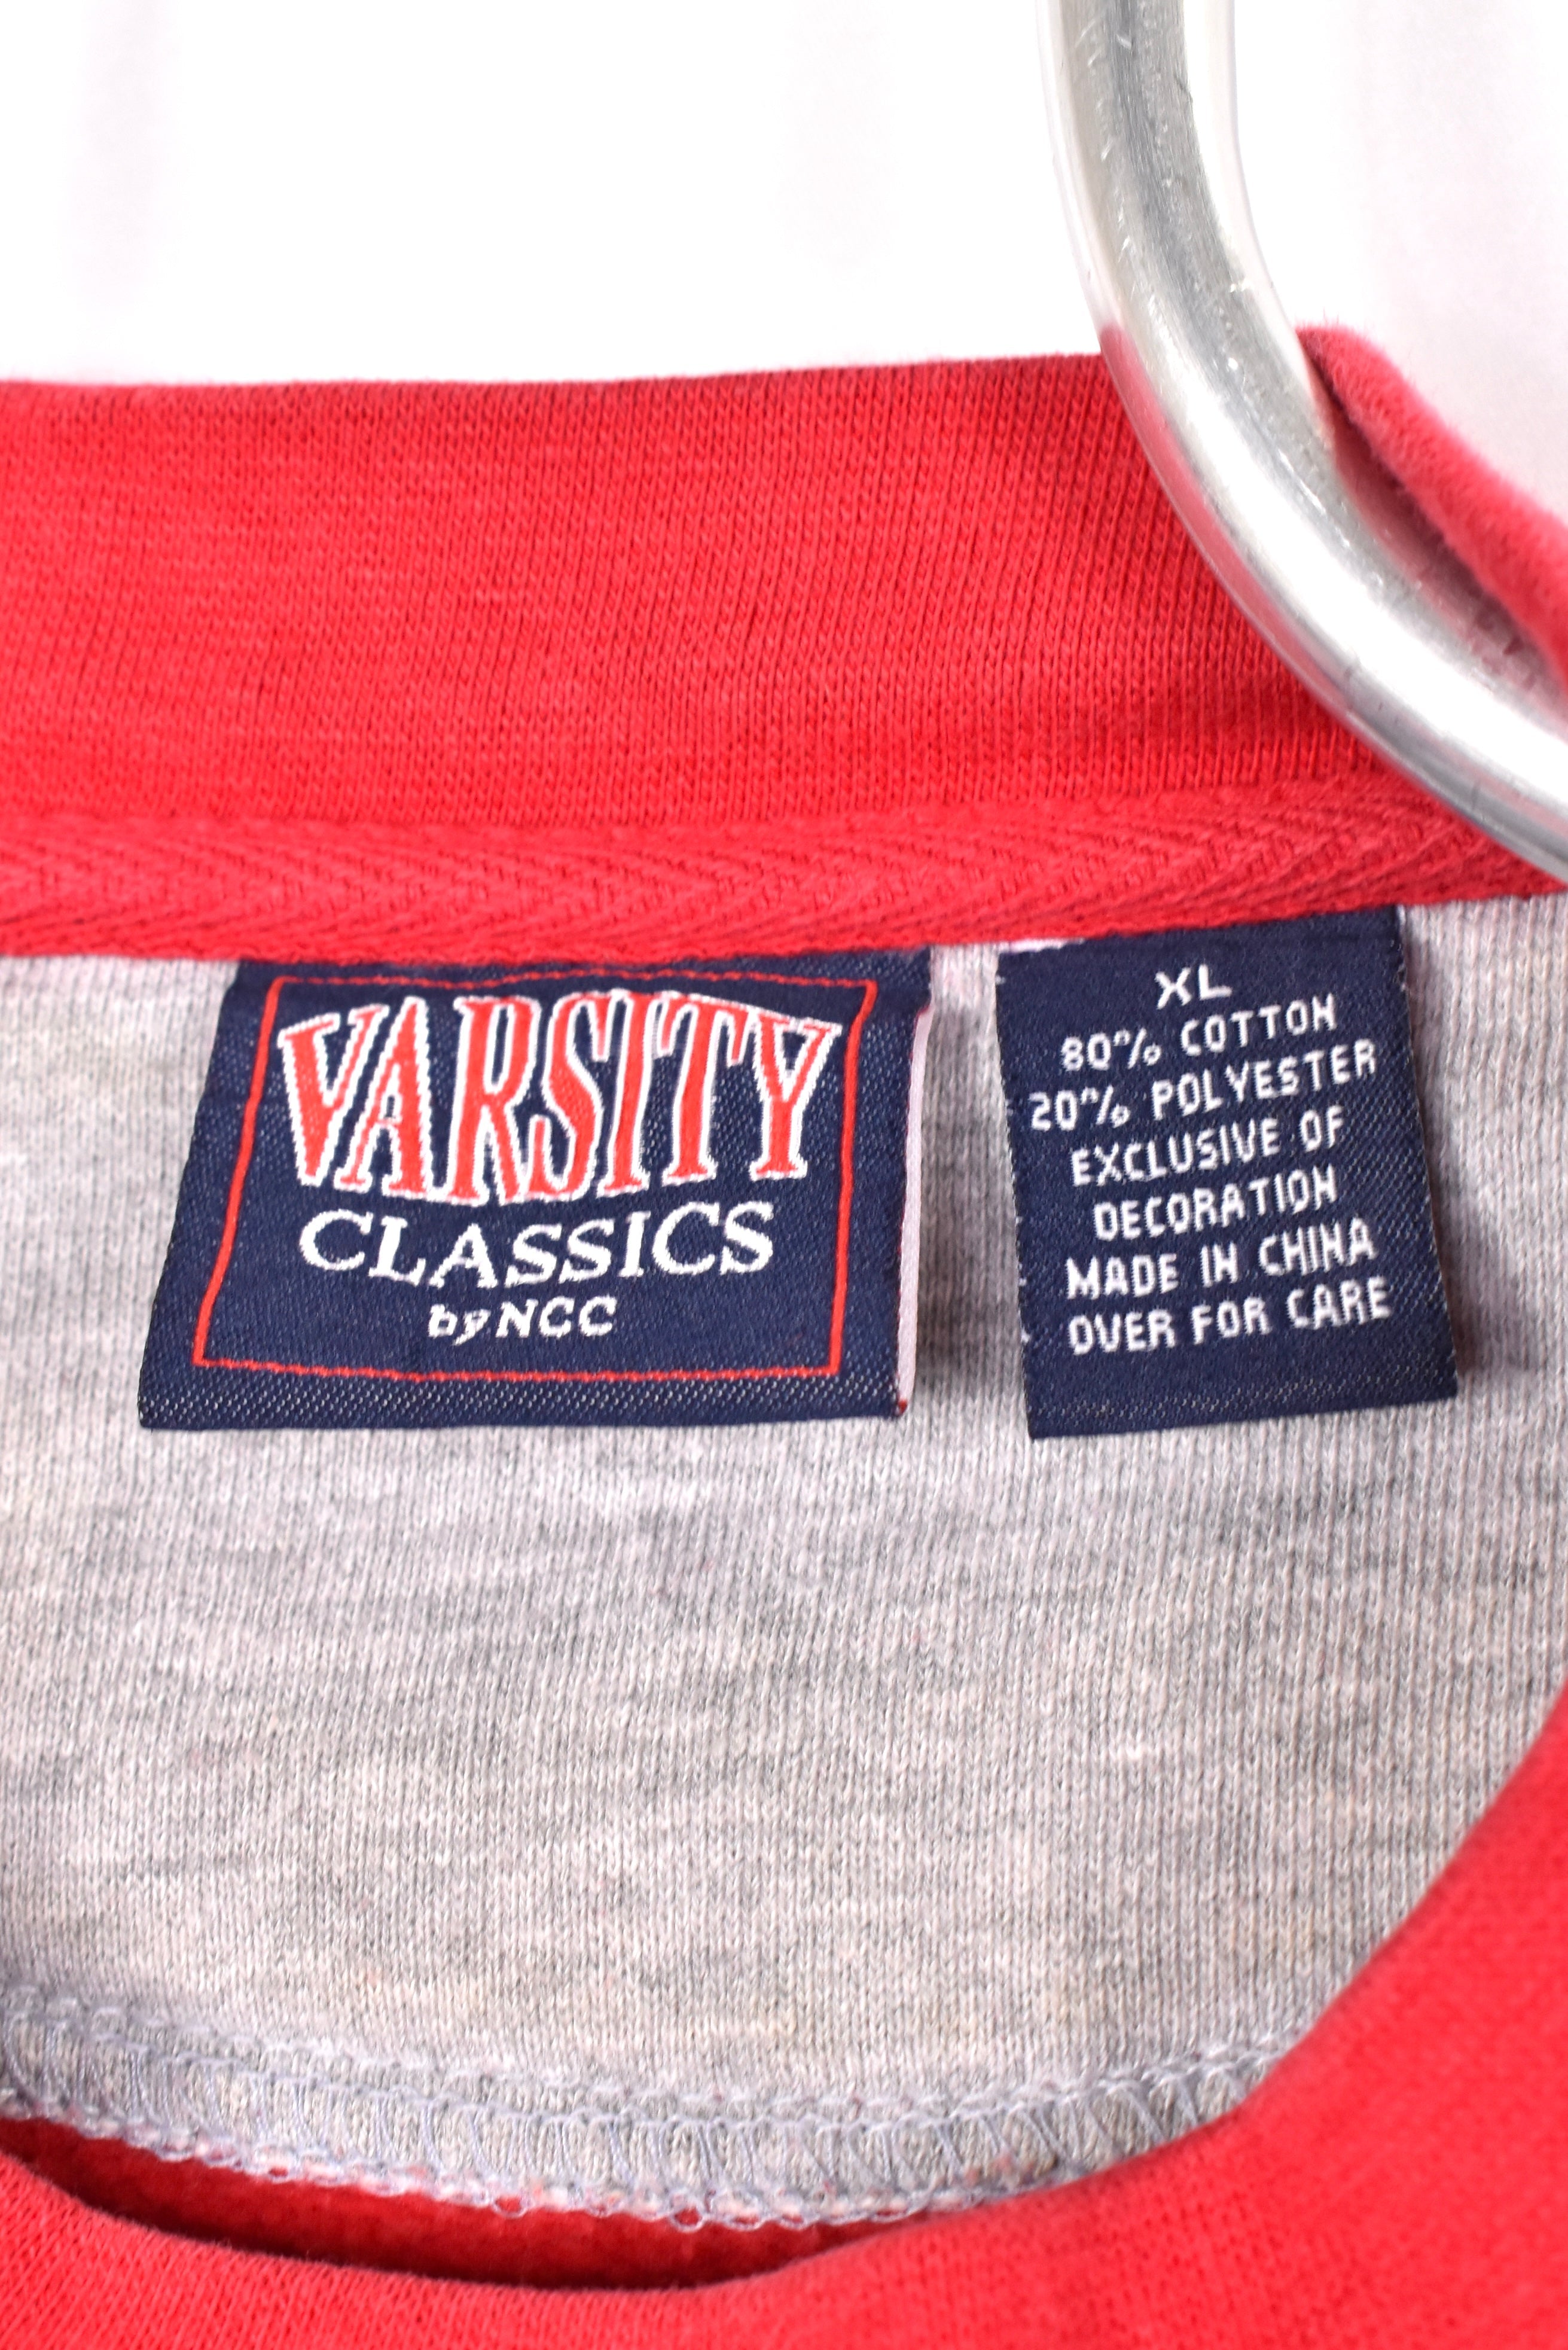 VARSITY
CLASSICS
by NCC
XL
80% COTTON
20% POLYESTER
EXCLUSIVE OF
DECORATION
MADE IN CHINA
OVER FOR CARE